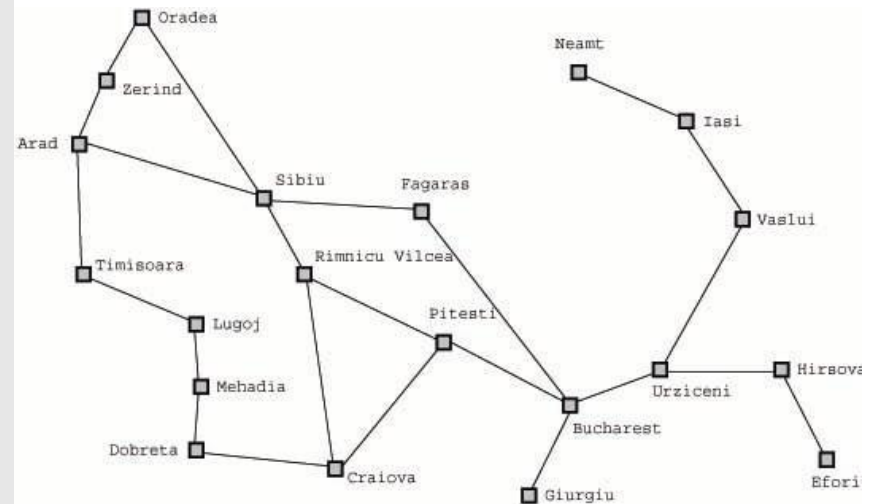 Oradea
Neamt
Zerind
Iasi
Arad
Sibiu
Fagaras
Vaslui
Rimnicu Vilcea
Timisoara
Pitesti
Lugoj
Hirsova
Mehadia
Urziceni
Bucharest
Dobreta
Craiova
Efori
Giurgiu